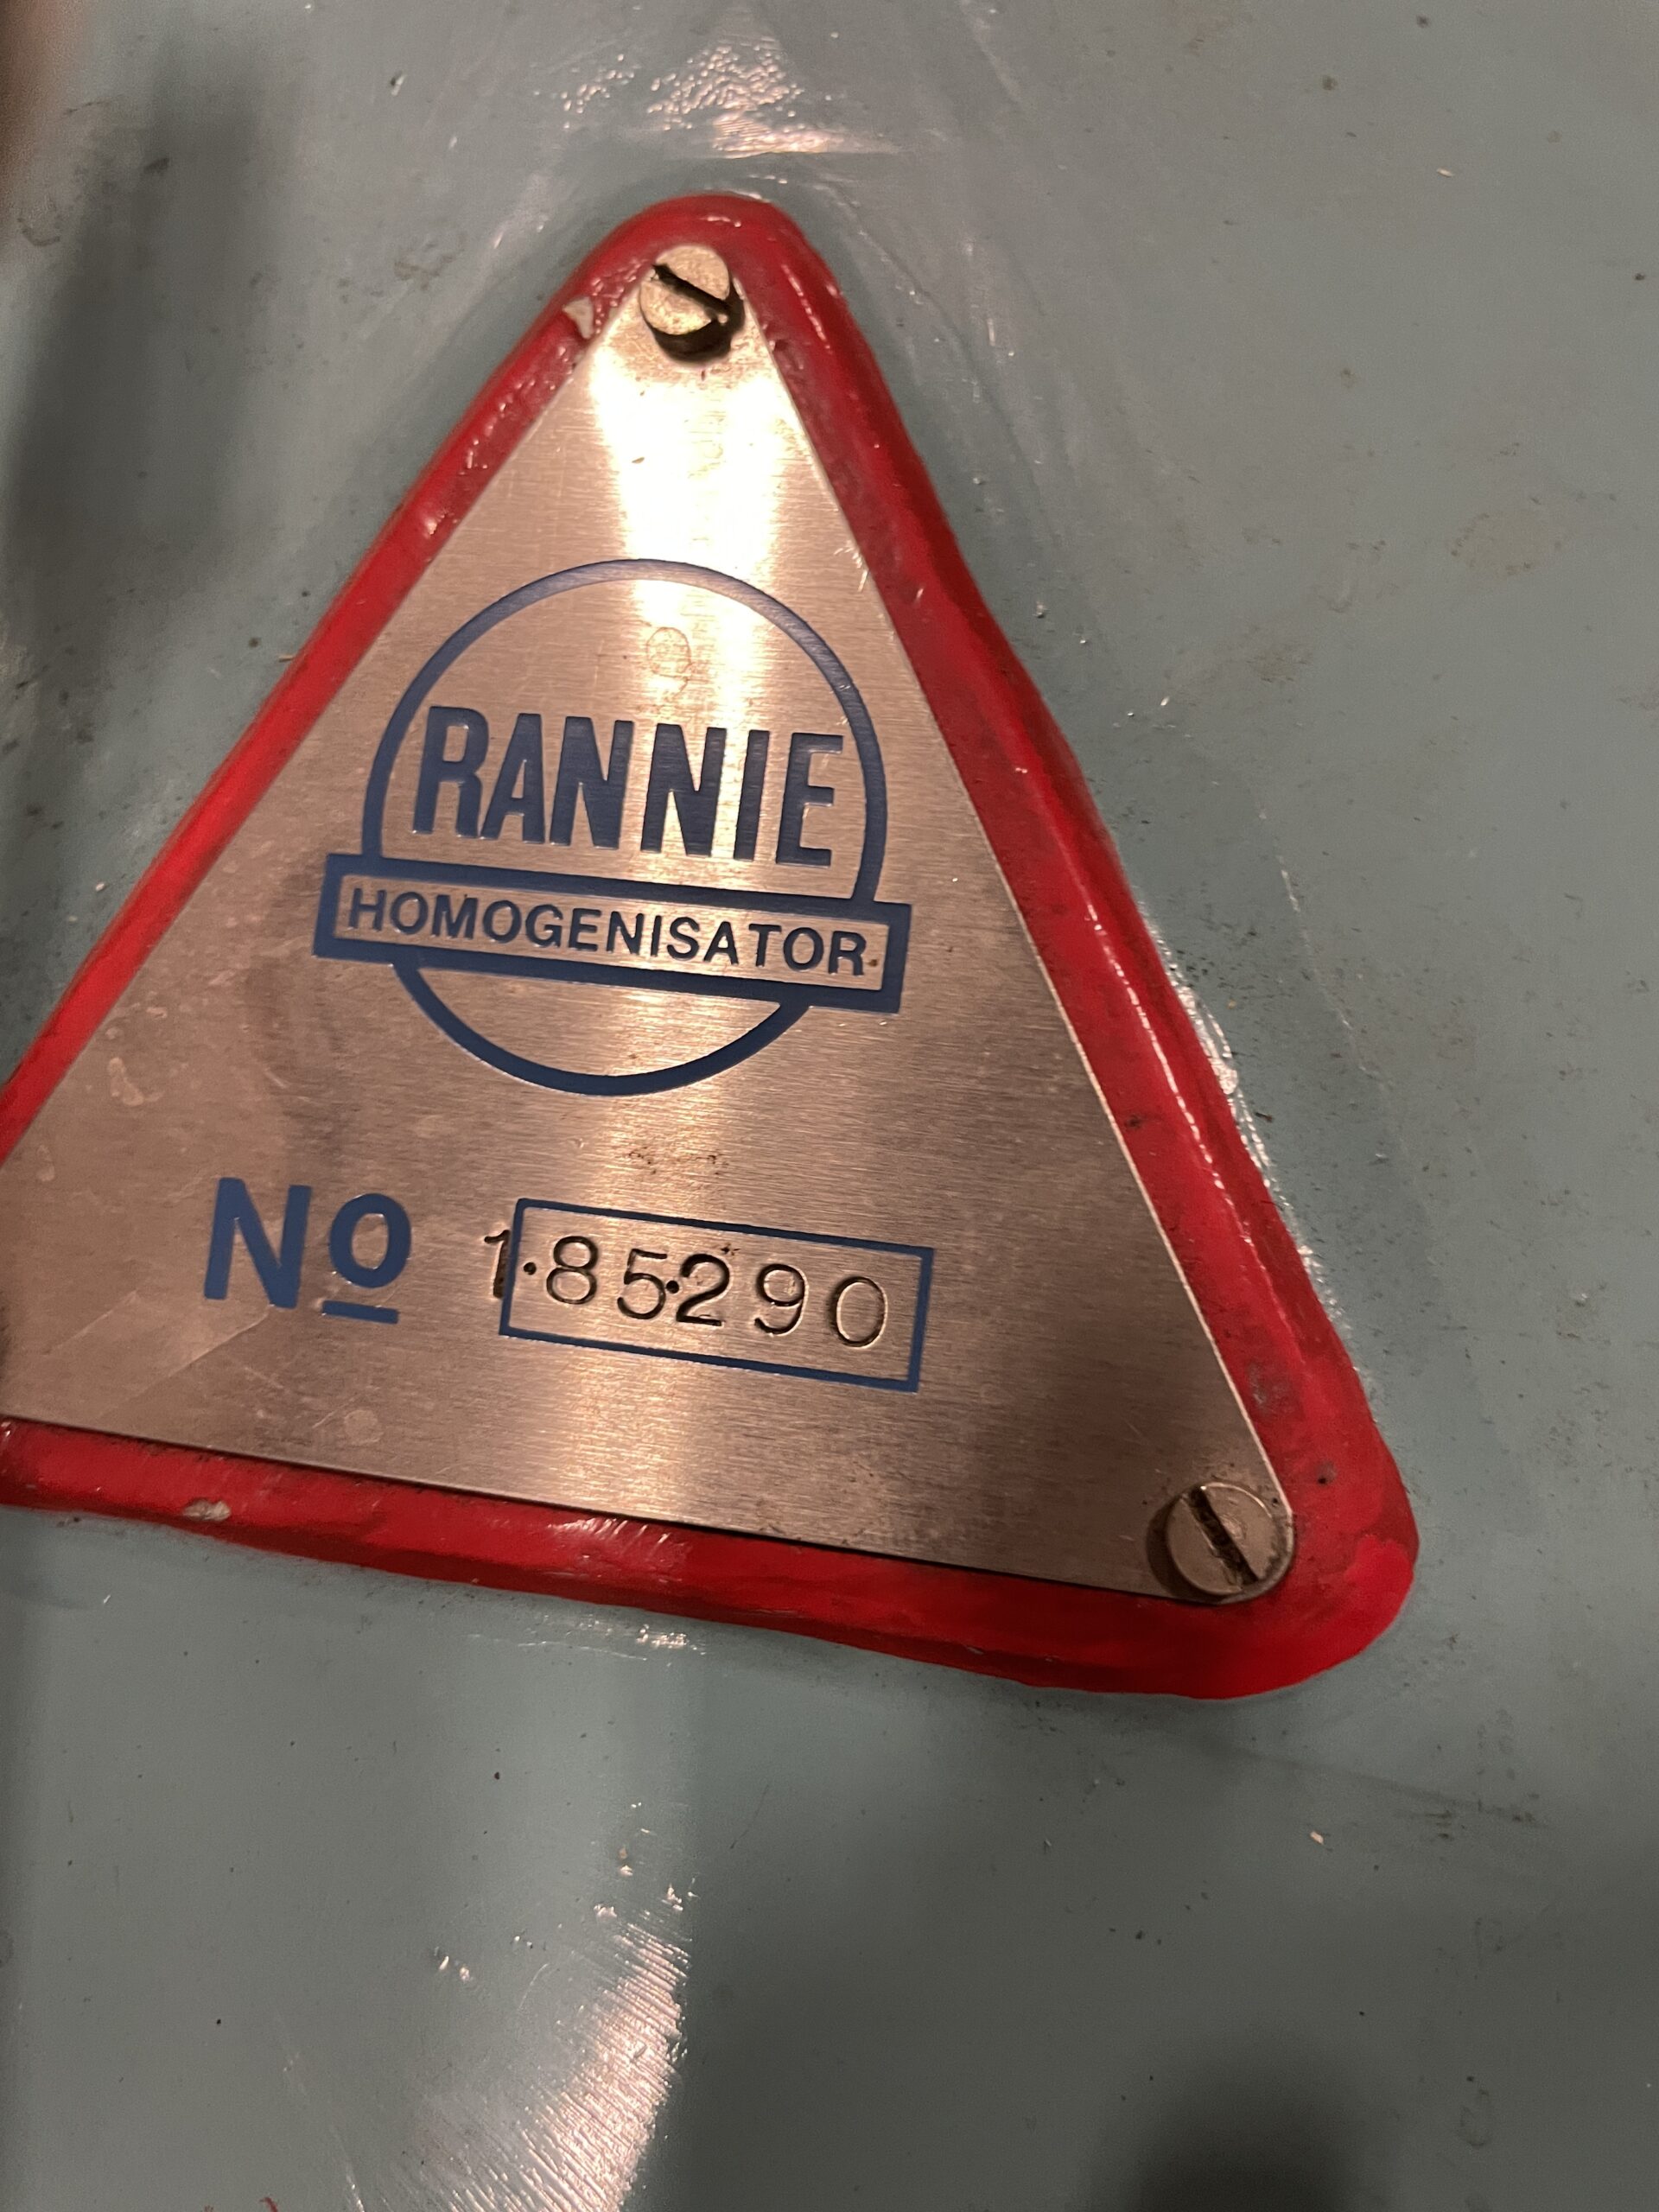 RANNIE
HOMOGENISATOR
Nº 1·85·290